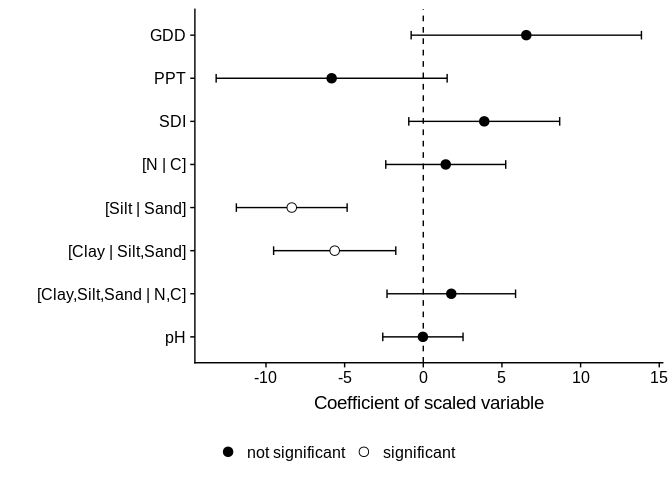 GDD
PPT
SDI
[N | C]
[Silt | Sand]
[Clay | Silt,Sand]
[Clay,Silt,Sand | N,C]
pH
-10 -5 0 5 10 15
Coefficient of scaled variable
not significant significant